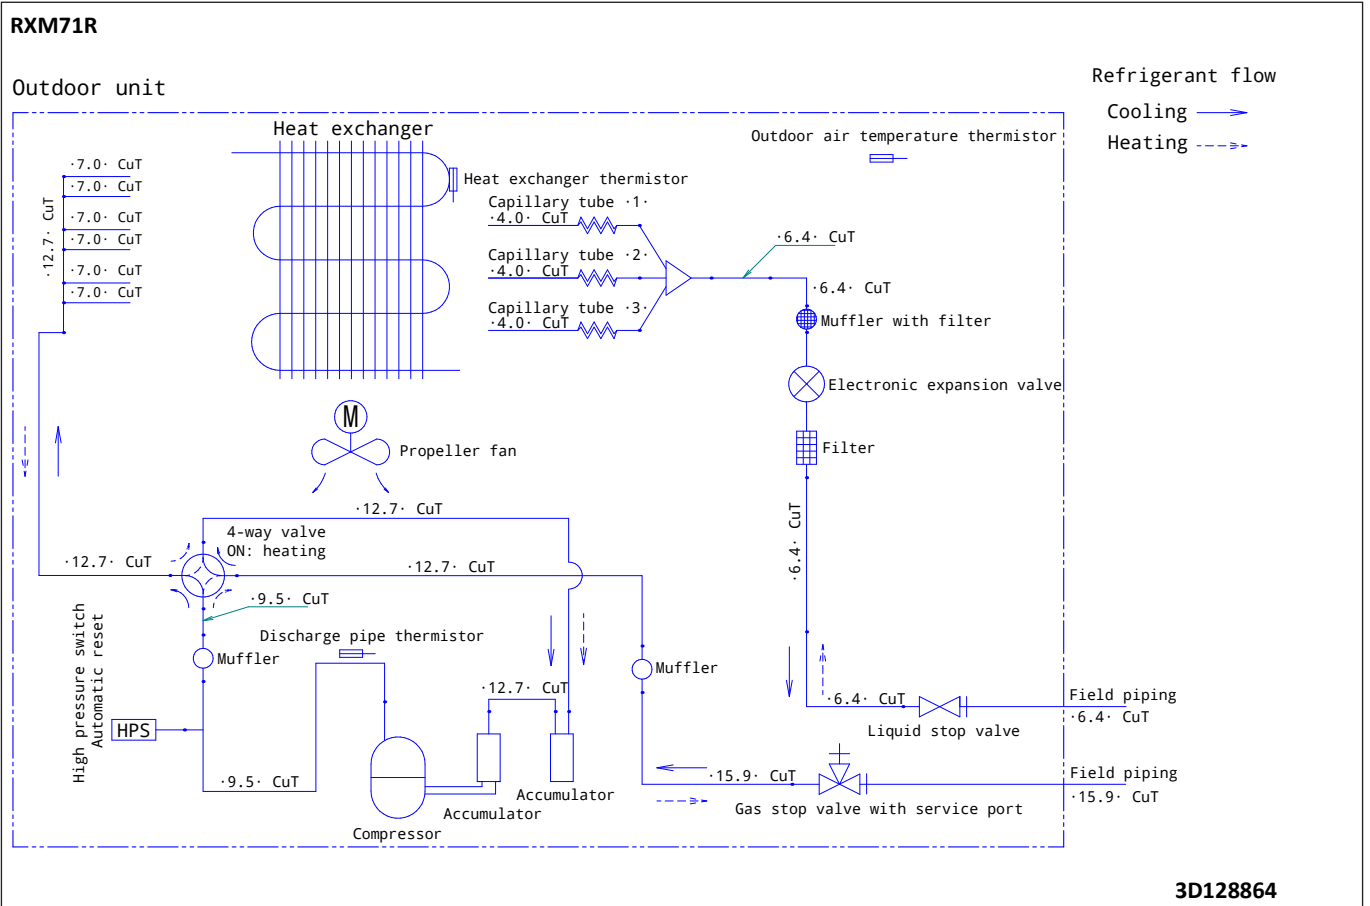 RXM71R
Outdoor unit
Refrigerant flow
Cooling
Heating
Heat exchanger
Outdoor air temperature thermistor
·7.0· CuT
·7.0· CuT
·7.0· CuT
·7.0· CuT
·7.0· CuT
·7.0· CuT
·12.7· CuT
Heat exchanger thermistor
Capillary tube ·1·
·4.0· CuT
Capillary tube ·2·
·4.0· CuT
Capillary tube ·3·
·4.0· CuT
·6.4· CuT
·6.4· CuT
Muffler with filter
Electronic expansion valve
Filter
·6.4· CuT
M
Propeller fan
·12.7· CuT
4-way valve
ON: heating
·12.7· CuT
·12.7· CuT
·9.5· CuT
High pressure switch
Automatic reset
Discharge pipe thermistor
Muffler
Muffler
HPS
·12.7· CuT
·9.5· CuT
Compressor
Accumulator
Accumulator
·6.4· CuT
Liquid stop valve
Field piping
·6.4· CuT
·15.9· CuT
Gas stop valve with service port
Field piping
·15.9· CuT
3D128864